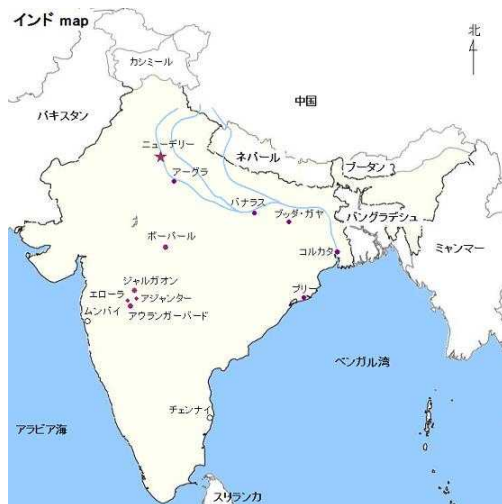 インド map
北
カシミール
パキスタン
中国
ニューデリー
ネパール
ブータン
アーグラ
バナラス
ブッダ・ガヤ
バングラデシュ
ミャンマー
ボーパール
コルカタ
ジャルガオン
エローラ
アジャンター
プリー
ムンバイ
アウランガーバード
ベンガル湾
チェンナイ
アラビア海
スリランカ